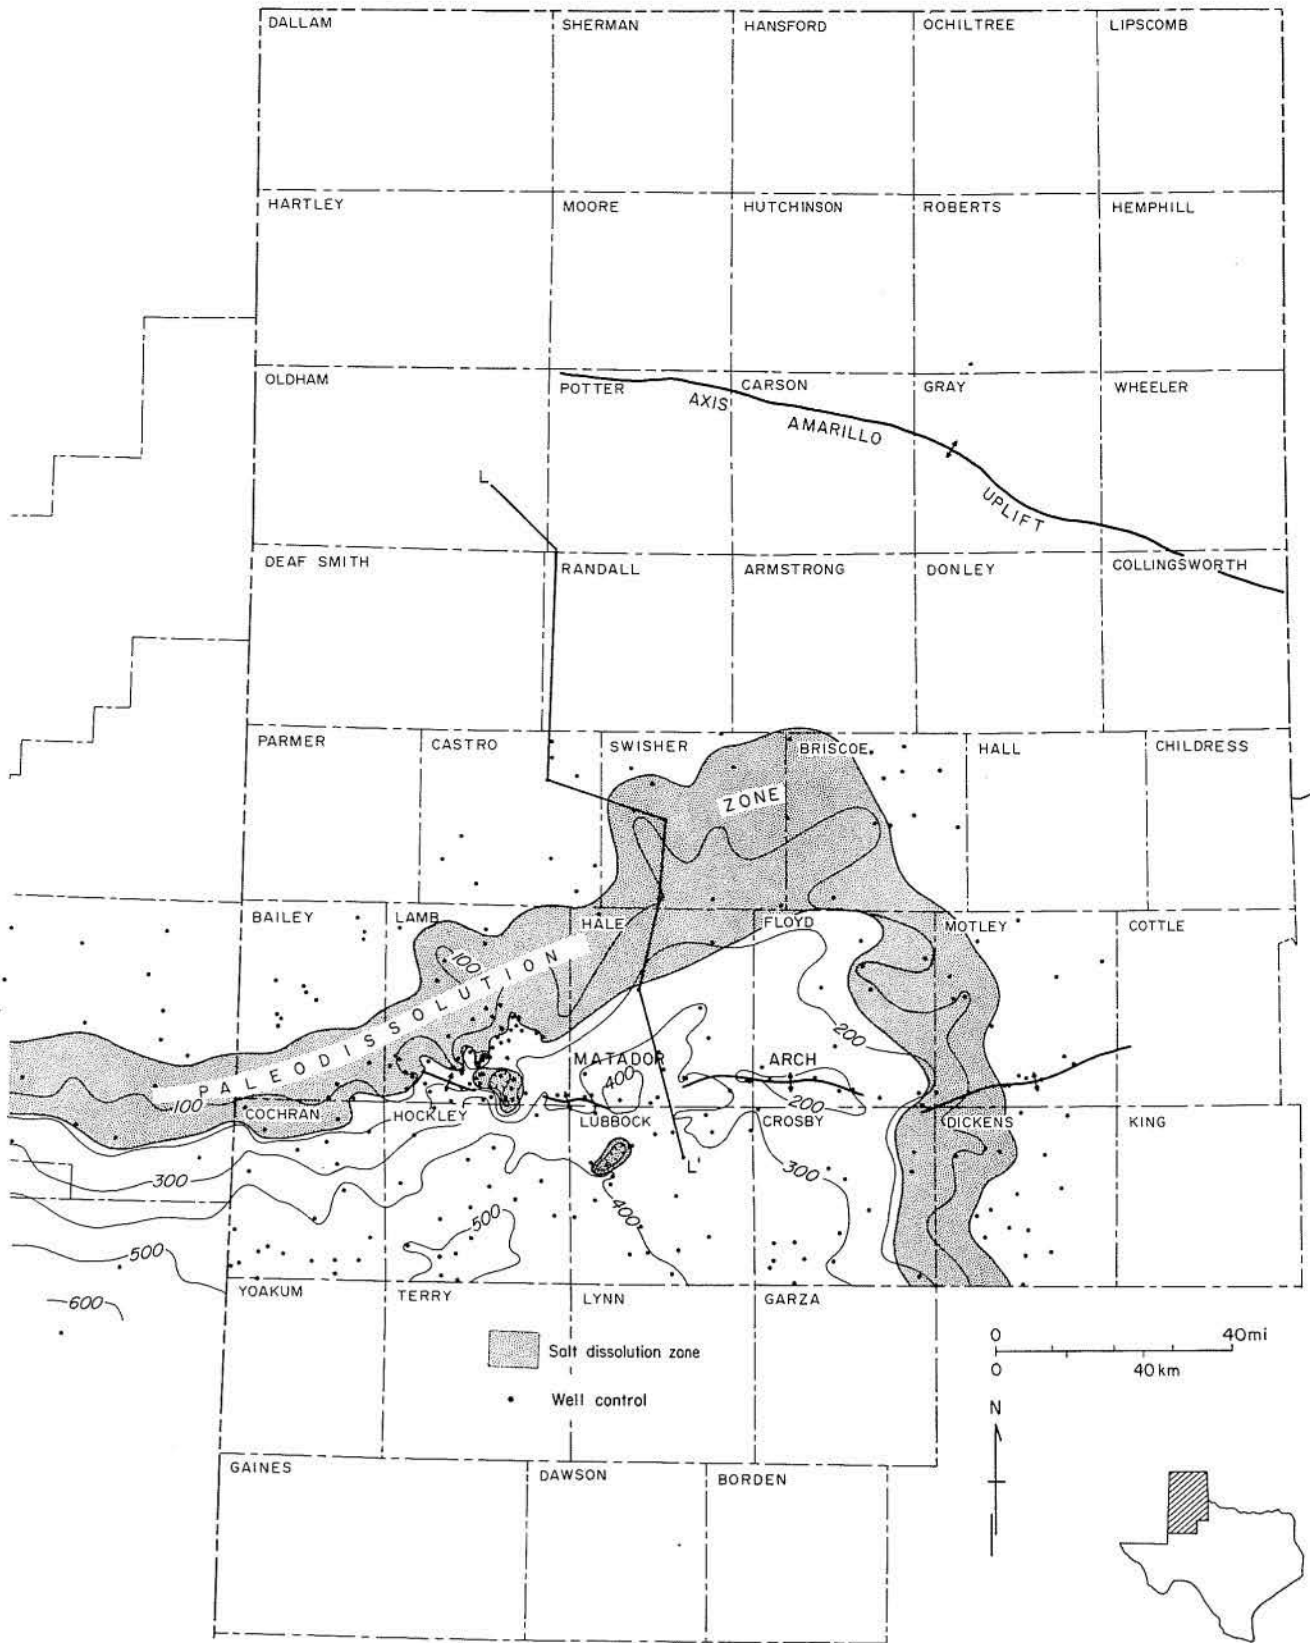 DALLAM
SHERMAN
HANSFORD
OCHILTREE
LIPSCOMB
HARTLEY
MOORE
HUTCHINSON
ROBERTS
HEMPHILL
OLDHAM
POTTER
CARSON
GRAY
WHEELER
AXIS
AMARILLO
UPLIFT
L
DEAF SMITH
RANDALL
ARMSTRONG
DONLEY
COLLINGSWORTH
PARMER
CASTRO
SWISHER
BRISCOE
HALL
CHILDRESS
ZONE
BAILEY
LAMB
HALE
FLOYD
MOTLEY
COTTLE
100
PALEODISSOLUTION
200
MATADOR
ARCH
400
100
200
COCHRAN
HOCKLEY
LUBBOCK
CROSBY
DICKENS
KING
L'
300
300
400
500
500
600
YOAKUM
TERRY
LYNN
GARZA
Salt dissolution zone
Well control
0 40mi
0 40km
N
GAINES
DAWSON
BORDEN